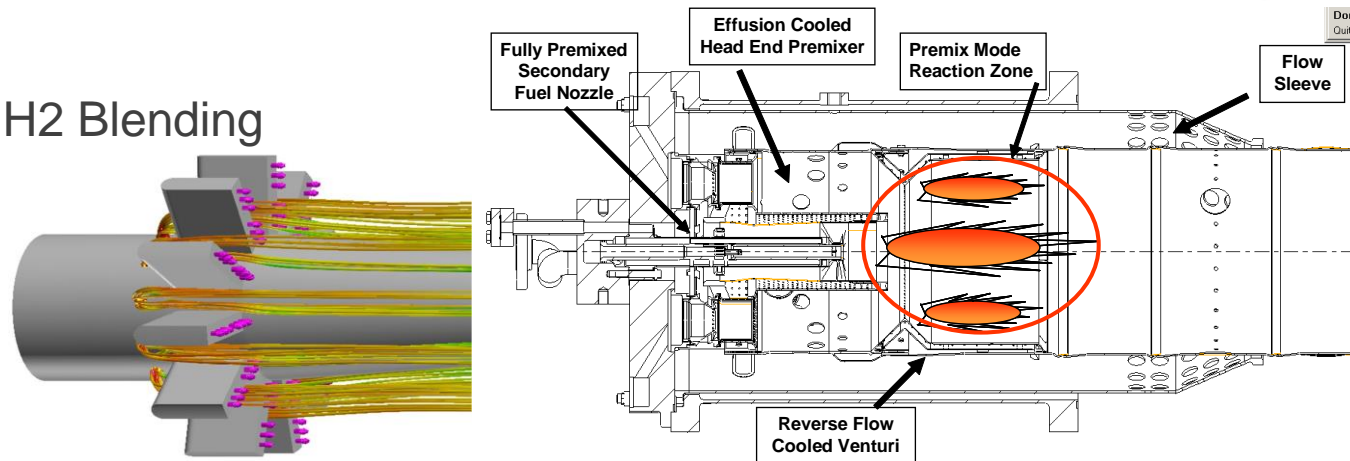 H2 Blending
Fully Premixed
Secondary
Fuel Nozzle
Effusion Cooled
Head End Premixer
Premix Mode
Reaction Zone
Flow
Sleeve
Reverse Flow
Cooled Venturi